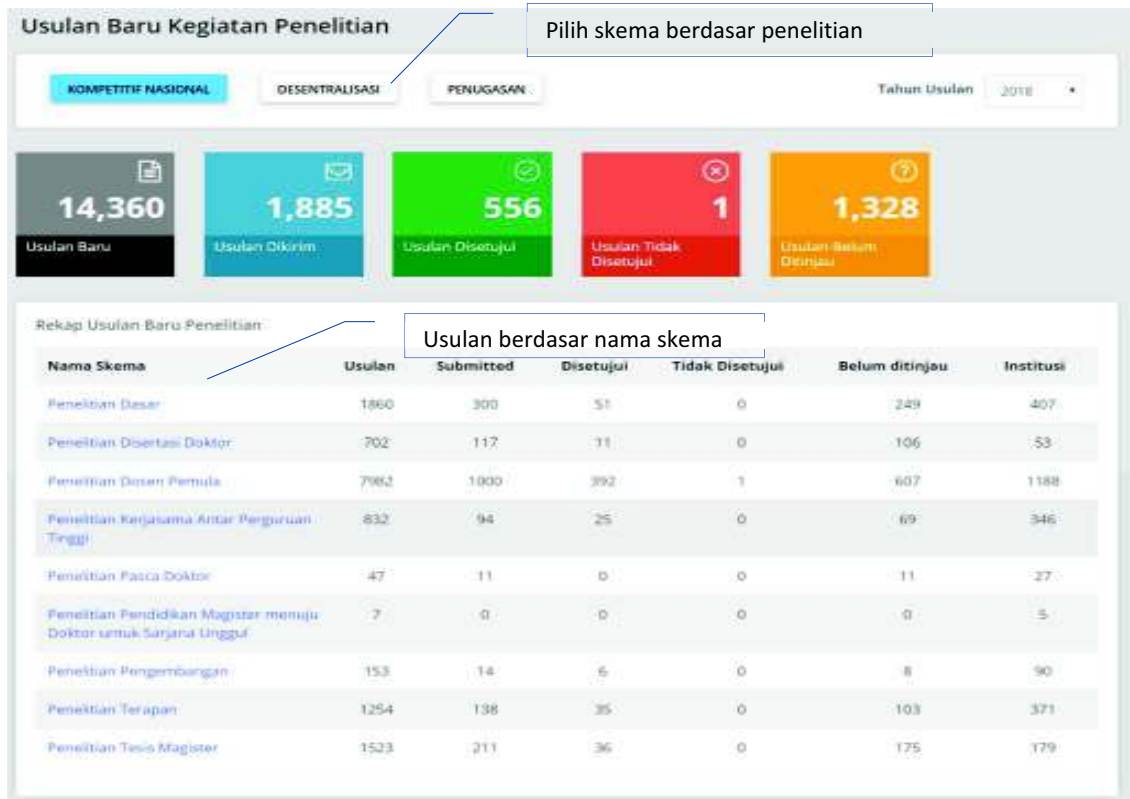 Usulan Baru Kegiatan Penelitian
Pilih skema berdasar penelitian
KOMPETITIF NASIONAL DESENTRALISASI PENUGASAN Tahun Usulan 2018
14,360 1,885 556 1 1,328
Usulan Baru Usulan Dikirim Usulan Disetujui Usulan Tidak Disetujui Usulan Belum Ditinjau
Rekap Usulan Baru Penelitian
Usulan berdasar nama skema
Nama Skema Usulan Submitted Disetujui Tidak Disetujui Belum ditinjau Institusi
Penelitian Dasar 1860 300 51 0 249 407
Penelitian Disertasi Doktor 702 117 11 0 106 53
Penelitian Dosen Pemula 7982 1000 392 1 607 1188
Penelitian Kerjasama Antar Perguruan 832 94 25 0 69 346
Tinggi
Penelitian Pasca Doktor 47 11 0 0 11 27
Penelitian Pendidikan Magister menuju 7 0 0 0 0 5
Doktor untuk Sarjana Unggul
Penelitian Pengembangan 153 14 6 0 8 90
Penelitian Terapan 1254 138 35 0 103 371
Penelitian Tesis Magister 1523 211 36 0 175 179